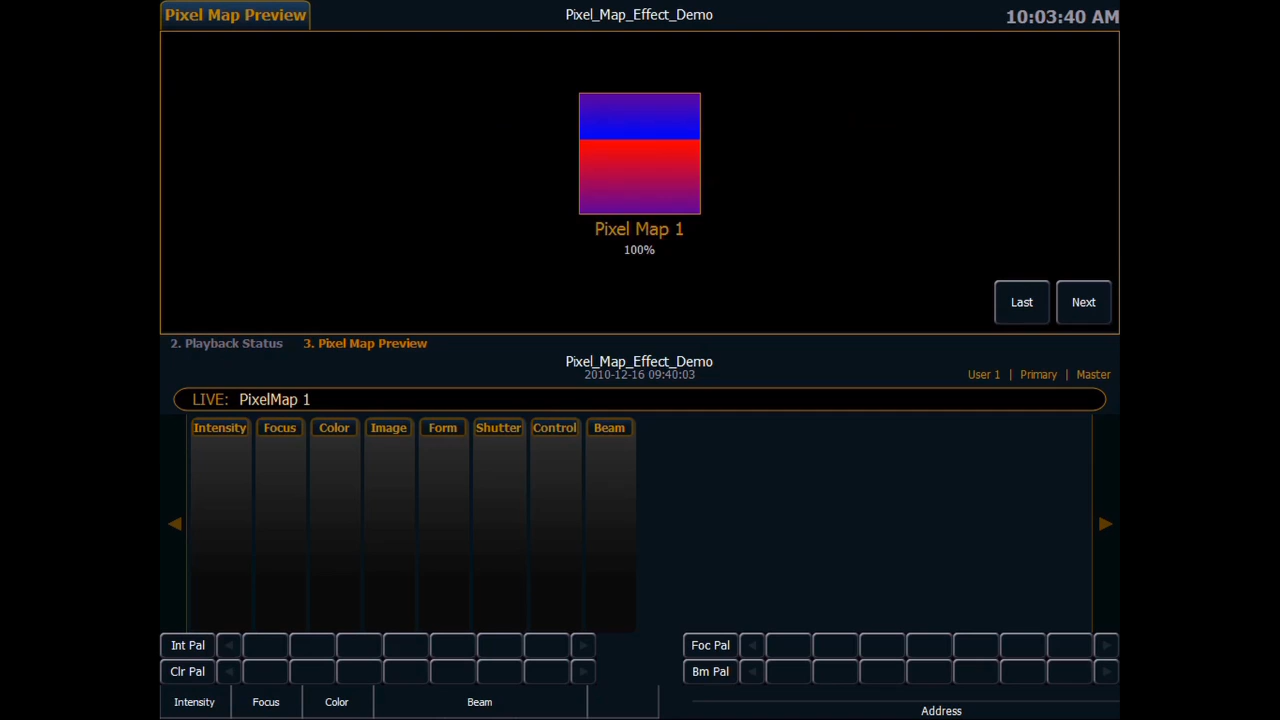 Pixel Map Preview
Pixel_Map_Effect_Demo
10:03:40 AM
Pixel Map 1
100%
Last
Next
2. Playback Status
3. Pixel Map Preview
Pixel_Map_Effect_Demo
2010-12-16 09:40:03
User 1 | Primary | Master
LIVE: PixelMap 1
Intensity
Focus
Color
Image
Form
Shutter
Control
Beam
Int Pal
Foc Pal
Clr Pal
Bm Pal
Intensity
Focus
Color
Beam
Address